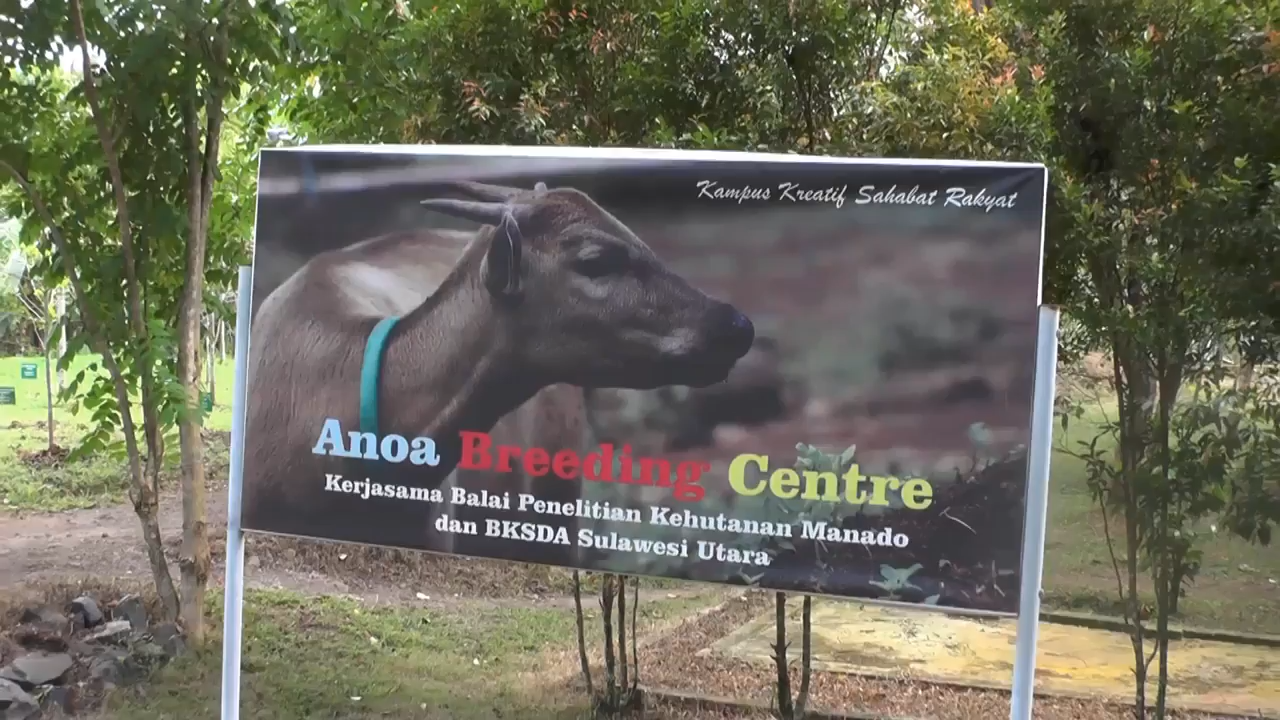 Kampus Kreatif Sahabat Rakyat
Anoa Breeding Centre
Kerjasama Balai Penelitian Kehutanan Manado
dan BKSDA Sulawesi Utara